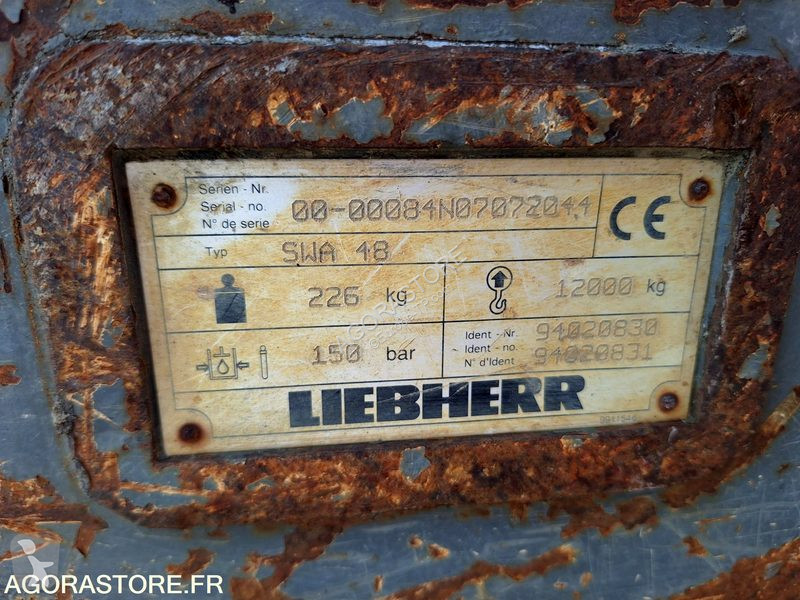 Serien - Nr.
Serial - no.
N° de serie
00-00084N07072044
CE
Typ
SWA 48
226 kg
12000 kg
150 bar
Ident - Nr.
Ident - no.
N° d'Ident
94020830
94020831
LIEBHERR
AGORASTORE
AGORASTORE.FR